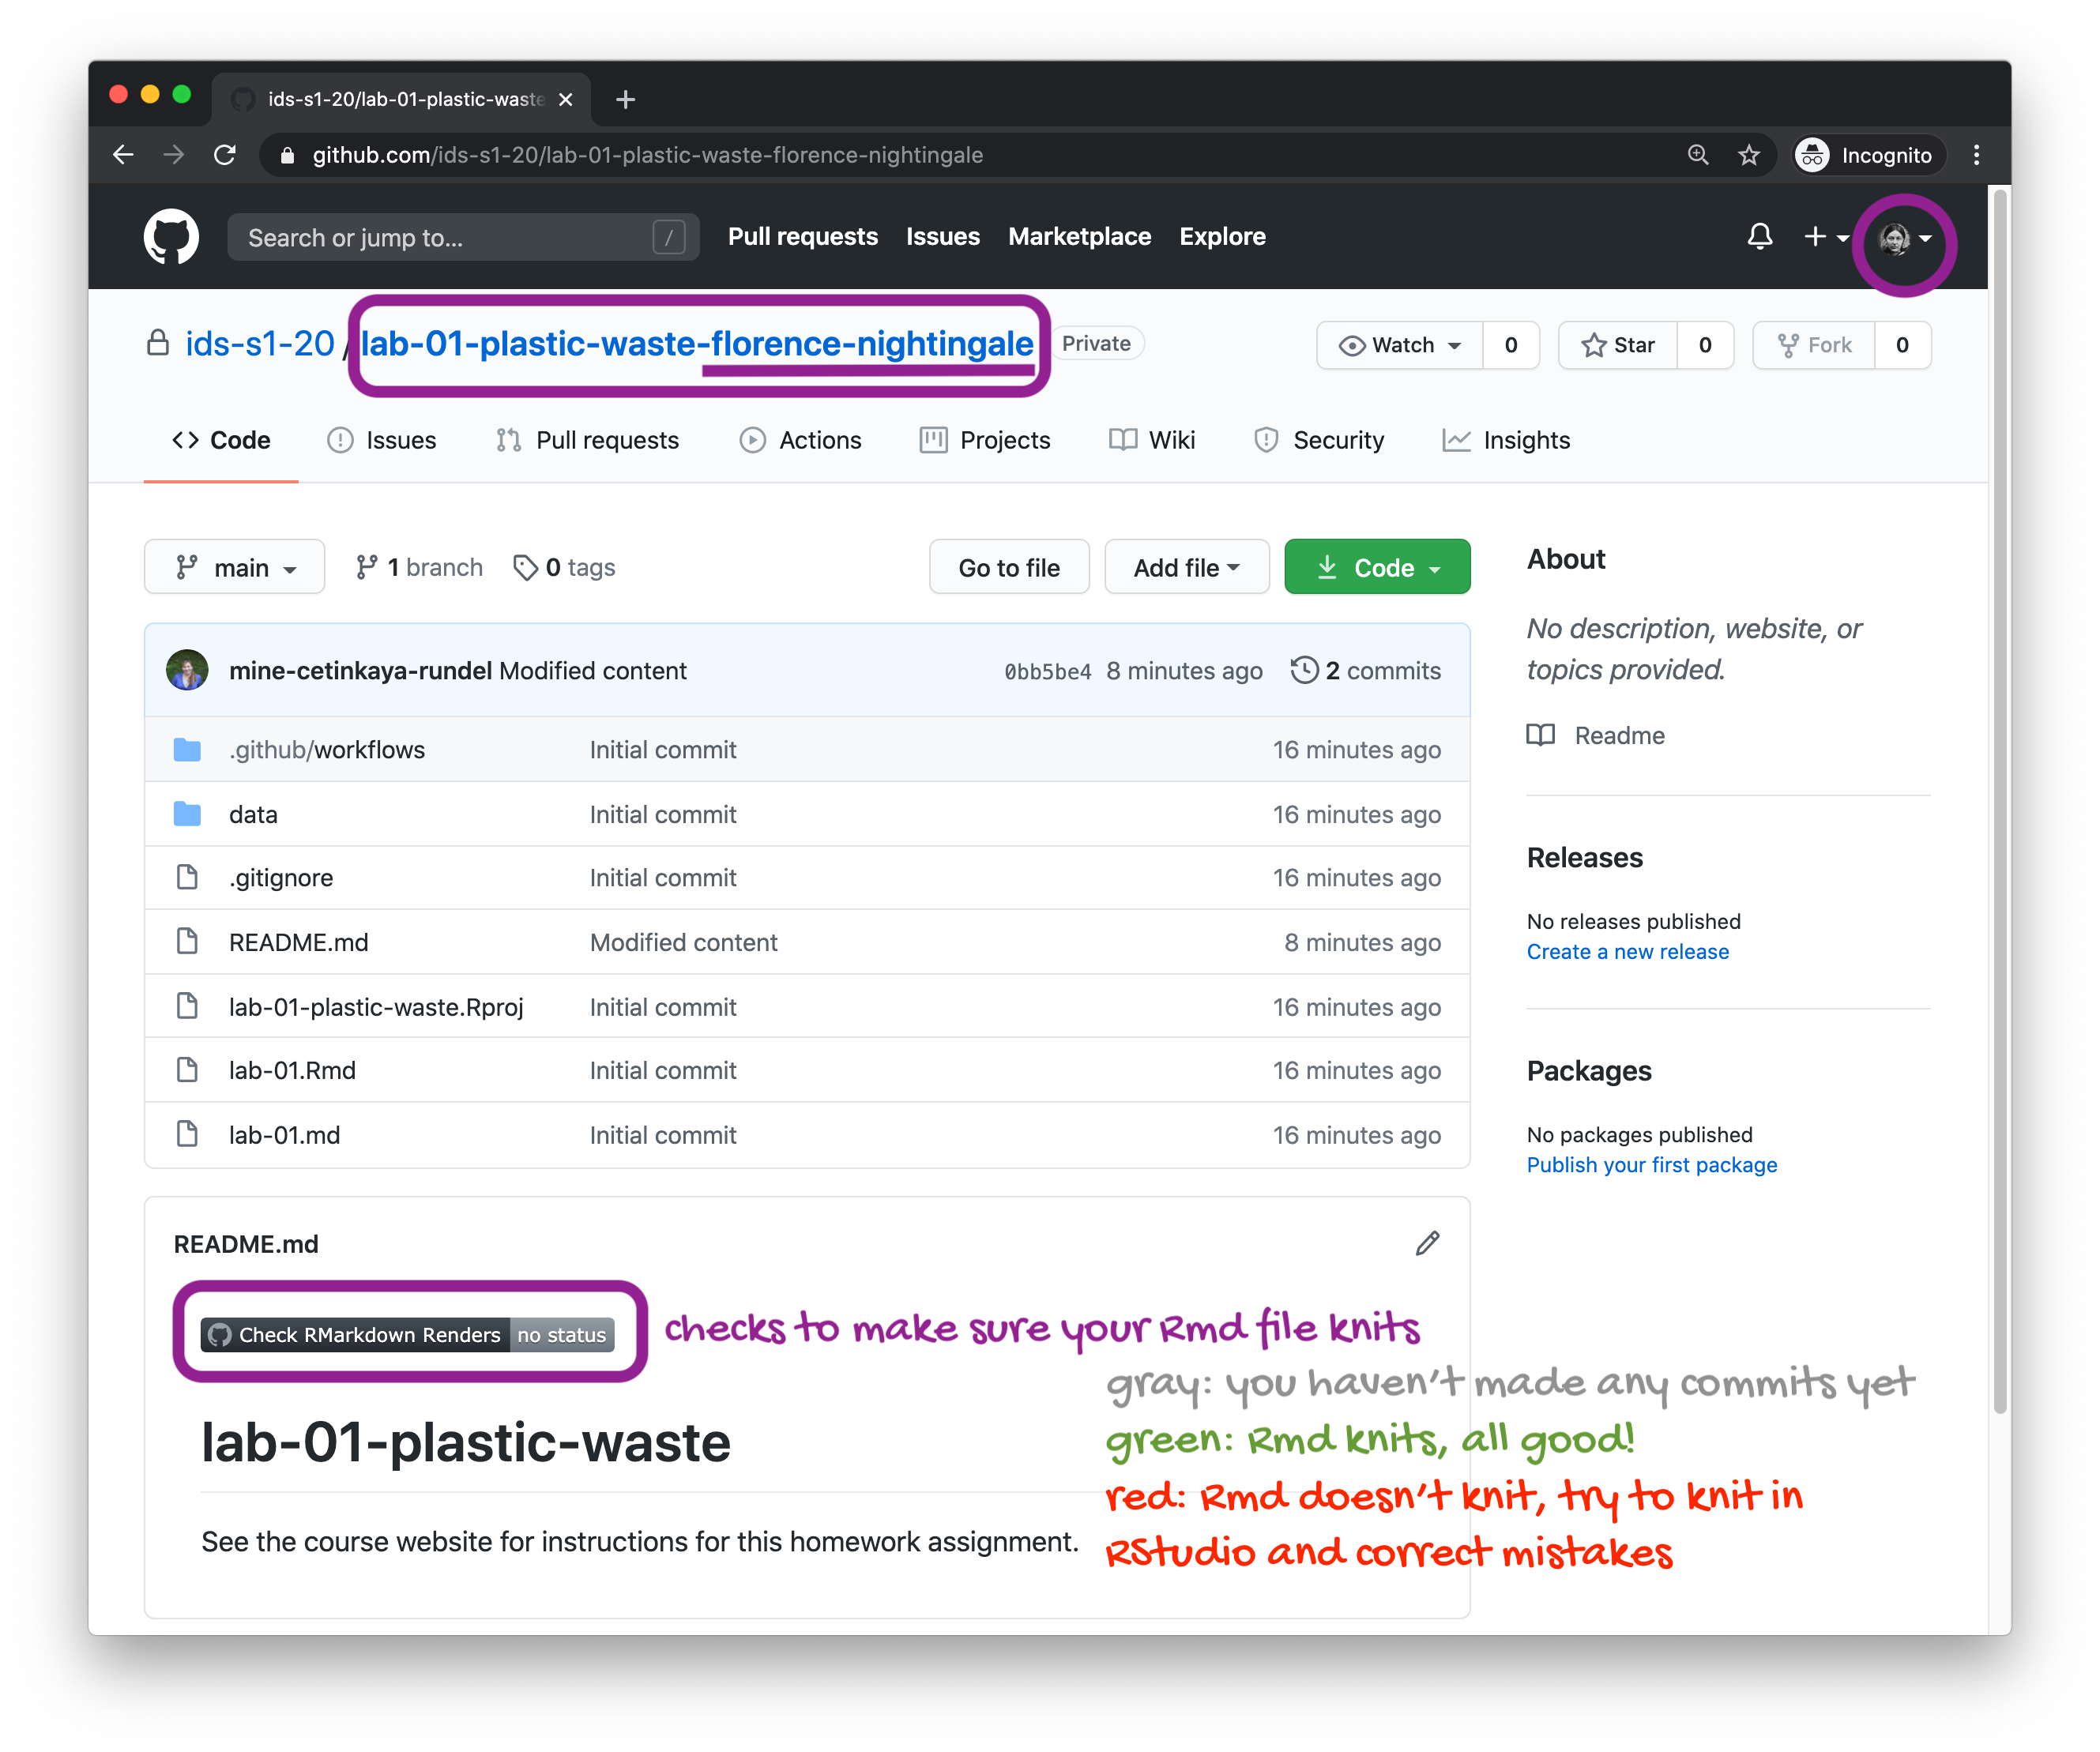 ids-s1-20/lab-01-plastic-waste
github.com/ids-s1-20/lab-01-plastic-waste-florence-nightingale
Incognito
Search or jump to...
/
Pull requests
Issues
Marketplace
Explore
ids-s1-20/lab-01-plastic-waste-florence-nightingale
Private
Watch 0
Star 0
Fork 0
Code
Issues
Pull requests
Actions
Projects
Wiki
Security
Insights
main
1 branch
0 tags
Go to file
Add file
Code
mine-cetinkaya-rundel Modified content 0bb5be4 8 minutes ago 2 commits
.github/workflows Initial commit 16 minutes ago
data Initial commit 16 minutes ago
.gitignore Initial commit 16 minutes ago
README.md Modified content 8 minutes ago
lab-01-plastic-waste.Rproj Initial commit 16 minutes ago
lab-01.Rmd Initial commit 16 minutes ago
lab-01.md Initial commit 16 minutes ago
About
No description, website, or
topics provided.
Readme
Releases
No releases published
Create a new release
Packages
No packages published
Publish your first package
README.md
Check RMarkdown Renders no status
checks to make sure your Rmd file knits
gray: you haven't made any commits yet
green: Rmd knits, all good!
red: Rmd doesn't knit, try to knit in
RStudio and correct mistakes
lab-01-plastic-waste
See the course website for instructions for this homework assignment.